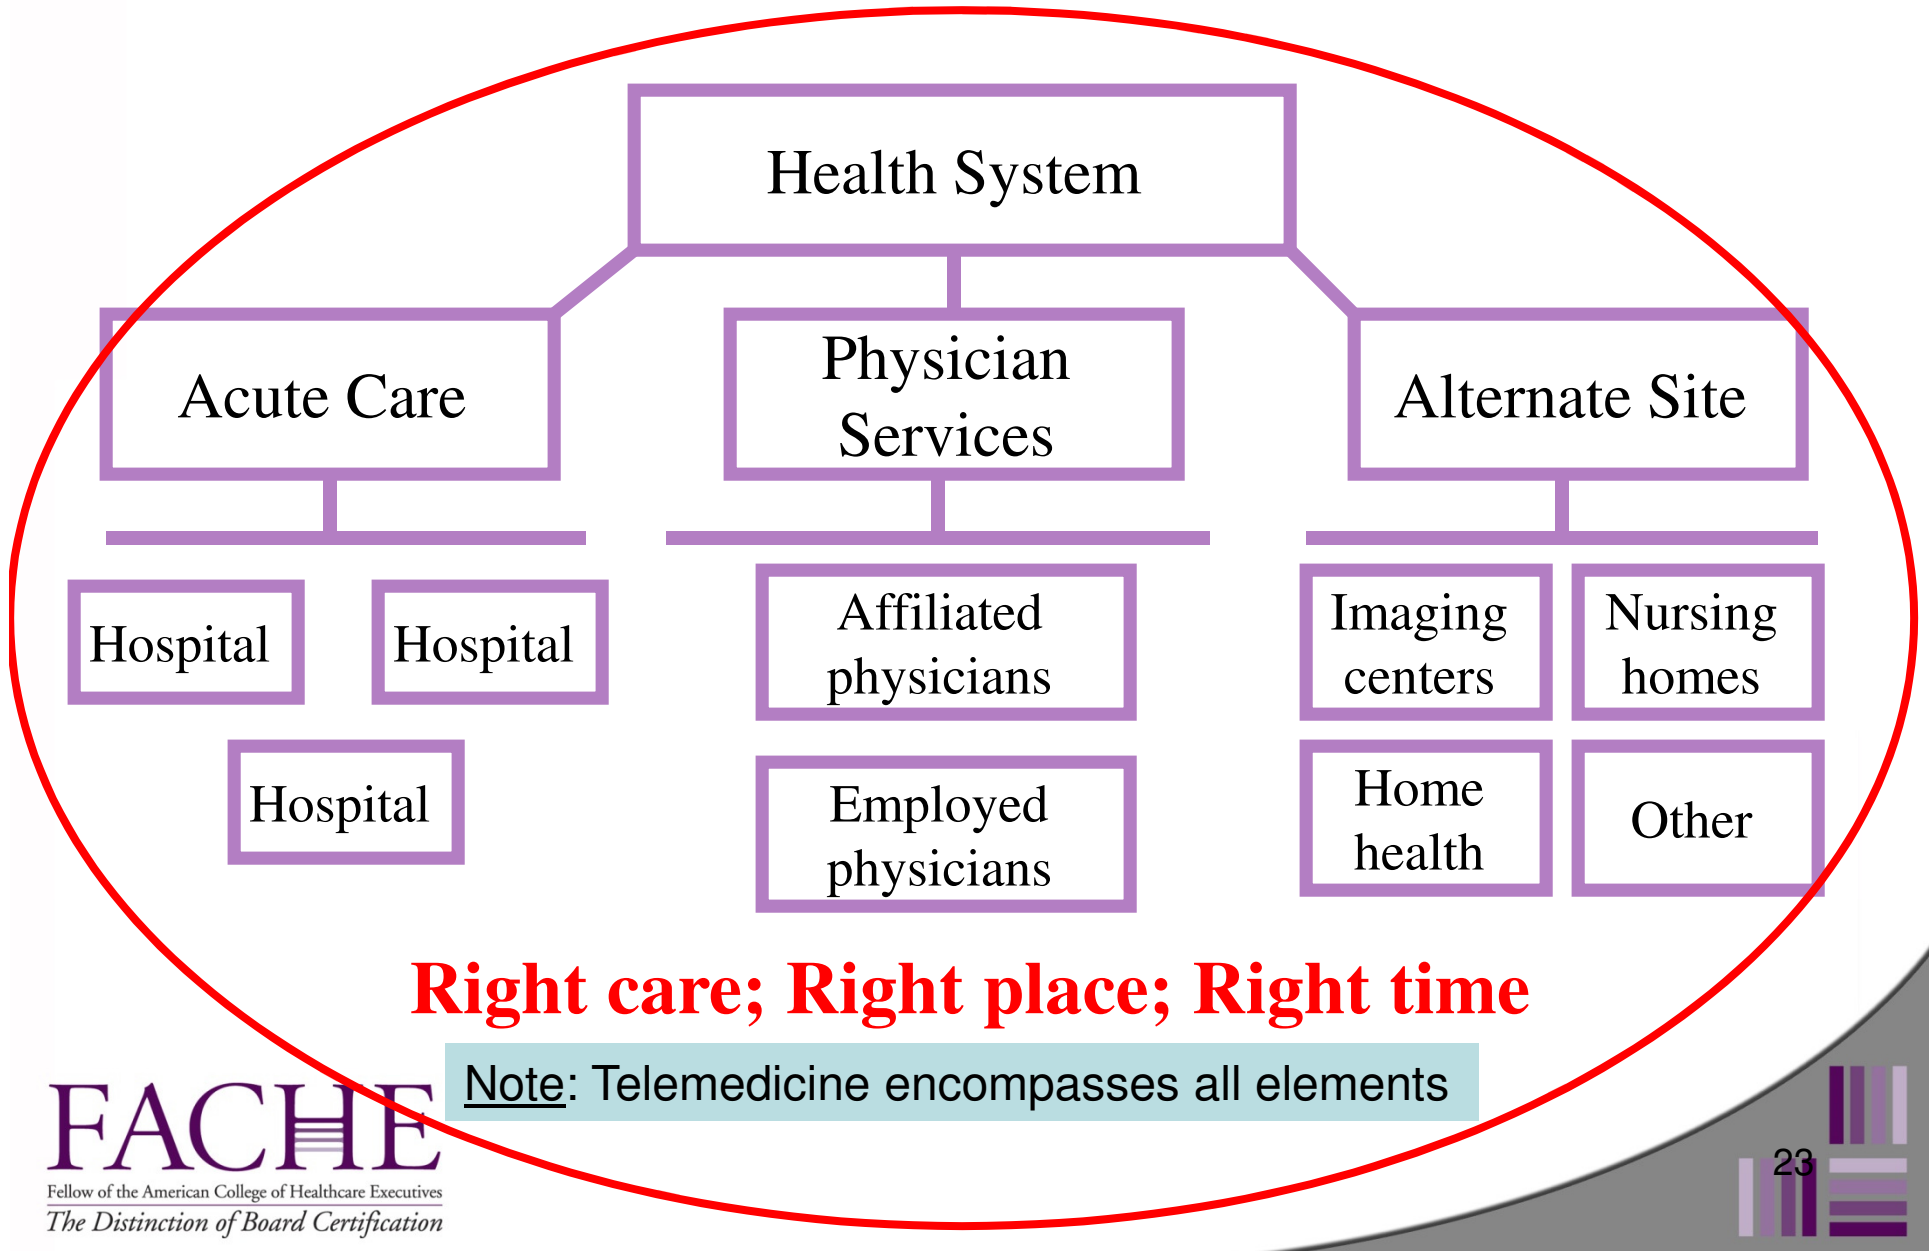 Health System
Acute Care
Physician
Services
Alternate Site
Hospital
Hospital
Hospital
Affiliated
physicians
Employed
physicians
Imaging
centers
Nursing
homes
Home
health
Other
Right care; Right place; Right time
Note: Telemedicine encompasses all elements
FACHE
Fellow of the American College of Healthcare Executives
The Distinction of Board Certification
23